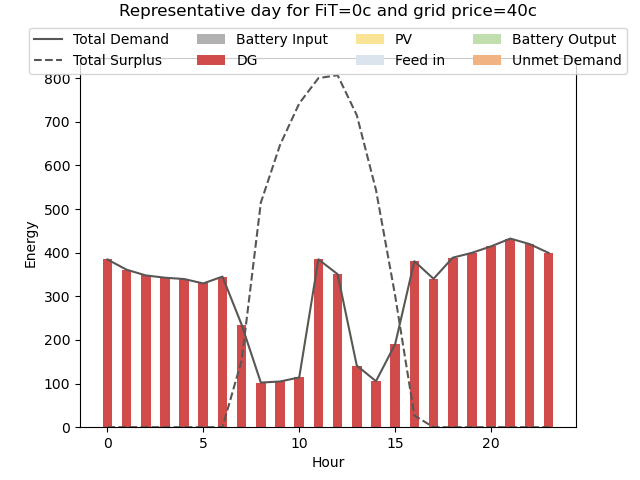 Representative day for FiT=0c and grid price=40c
Total Demand Battery Input PV Battery Output
Total Surplus DG Feed in Unmet Demand
800
700
600
500
400
300
200
100
0
Energy
0 5 10 15 20
Hour